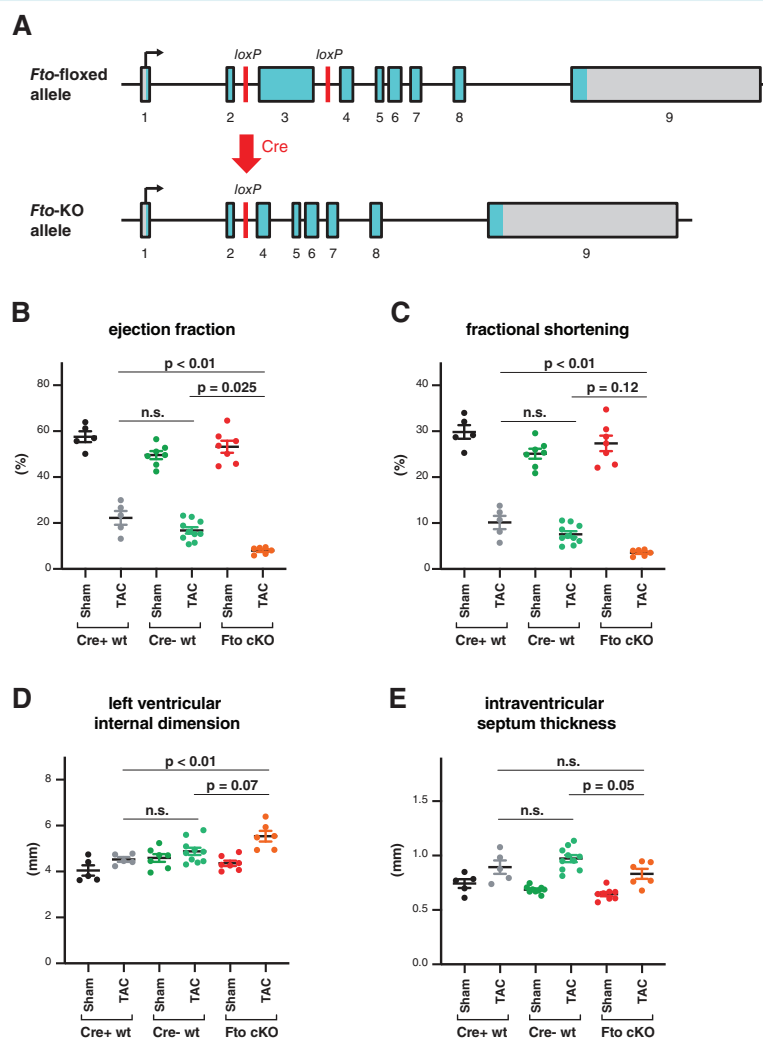 A
loxP loxP
Fto-floxed
allele
1 2 3 4 5 6 7 8 9
Cre
loxP
Fto-KO
allele
1 2 4 5 6 7 8 9
B
ejection fraction
p < 0.01
p = 0.025
n.s.
80
60
40
20
0
(%)
Sham TAC Sham TAC Sham TAC
Cre+ wt Cre- wt Fto cKO
C
fractional shortening
p < 0.01
p = 0.12
n.s.
40
30
20
10
0
(%)
Sham TAC Sham TAC Sham TAC
Cre+ wt Cre- wt Fto cKO
D
left ventricular
internal dimension
p < 0.01
p = 0.07
n.s.
8
6
4
2
0
(mm)
Sham TAC Sham TAC Sham TAC
Cre+ wt Cre- wt Fto cKO
E
intraventricular
septum thickness
n.s.
p = 0.05
n.s.
1.5
1.0
0.5
0.0
(mm)
Sham TAC Sham TAC Sham TAC
Cre+ wt Cre- wt Fto cKO